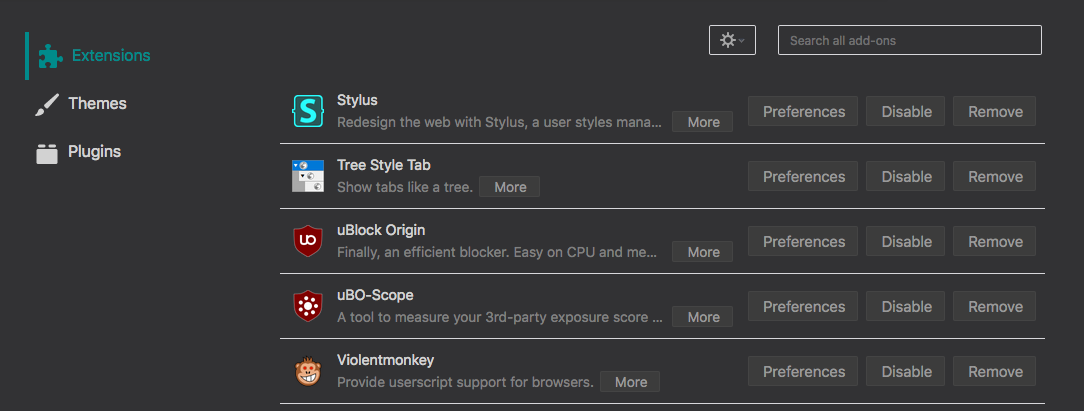 Extensions
Search all add-ons
Themes
Plugins
Stylus
Redesign the web with Stylus, a user styles mana... More Preferences Disable Remove
Tree Style Tab
Show tabs like a tree. More Preferences Disable Remove
uBlock Origin
Finally, an efficient blocker. Easy on CPU and me... More Preferences Disable Remove
uBO-Scope
A tool to measure your 3rd-party exposure score ... More Preferences Disable Remove
Violentmonkey
Provide userscript support for browsers. More Preferences Disable Remove